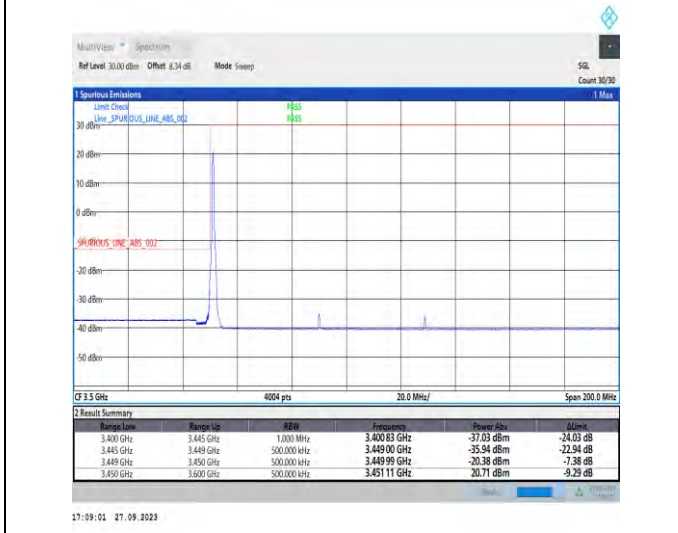 MultiView Spectrum
Ref Level 30.00 dBm Offset 8.34 dB Mode Sweep SGL
Count 30/30
1 Spurious Emissions 1 Max
Limit Check PASS
Line _SPURIOUS_LINE_ABS_002 PASS
30 dBm
20 dBm
10 dBm
0 dBm
_SPURIOUS_LINE_ABS_002
-20 dBm
-30 dBm
-40 dBm
-50 dBm
CF 3.5 GHz 4004 pts 20.0 MHz/ Span 200.0 MHz
2 Result Summary
Range Low Range Up RBW Frequency Power Abs ΔLimit
3.400 GHz 3.445 GHz 1.000 MHz 3.400 83 GHz -37.03 dBm -24.03 dB
3.445 GHz 3.449 GHz 500.000 kHz 3.449 00 GHz -35.94 dBm -22.94 dB
3.449 GHz 3.450 GHz 500.000 kHz 3.449 99 GHz -20.38 dBm -7.38 dB
3.450 GHz 3.600 GHz 500.000 kHz 3.451 11 GHz 20.71 dBm -9.29 dB
17:09:01 27.09.2023